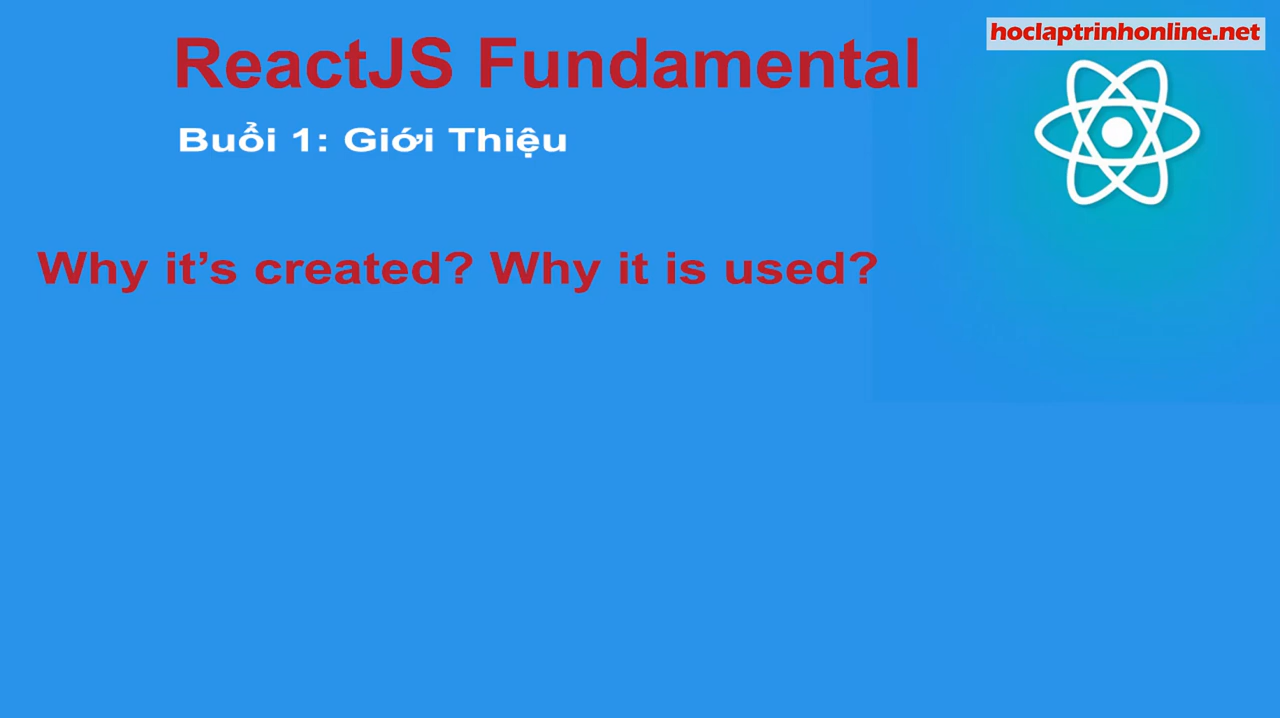 hoclaptrinhonline.net
ReactJS Fundamental
Buổi 1: Giới Thiệu
Why it’s created? Why it is used?